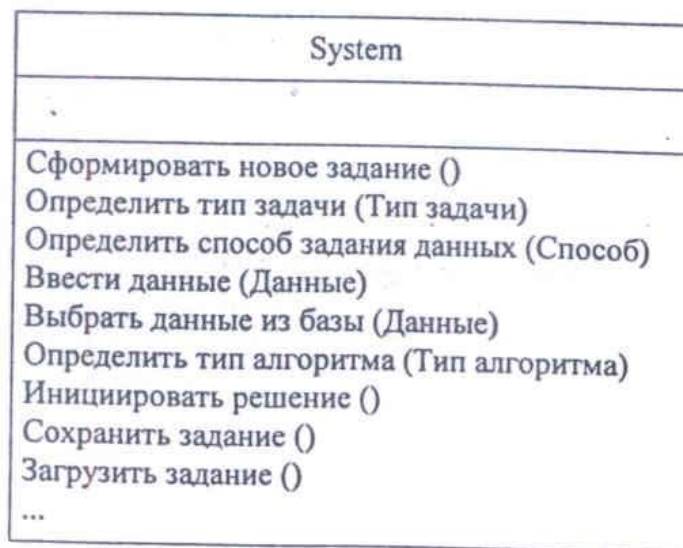 System
Сформировать новое задание ()
Определить тип задачи (Тип задачи)
Определить способ задания данных (Способ)
Ввести данные (Данные)
Выбрать данные из базы (Данные)
Определить тип алгоритма (Тип алгоритма)
Инициировать решение ()
Сохранить задание ()
Загрузить задание ()
...